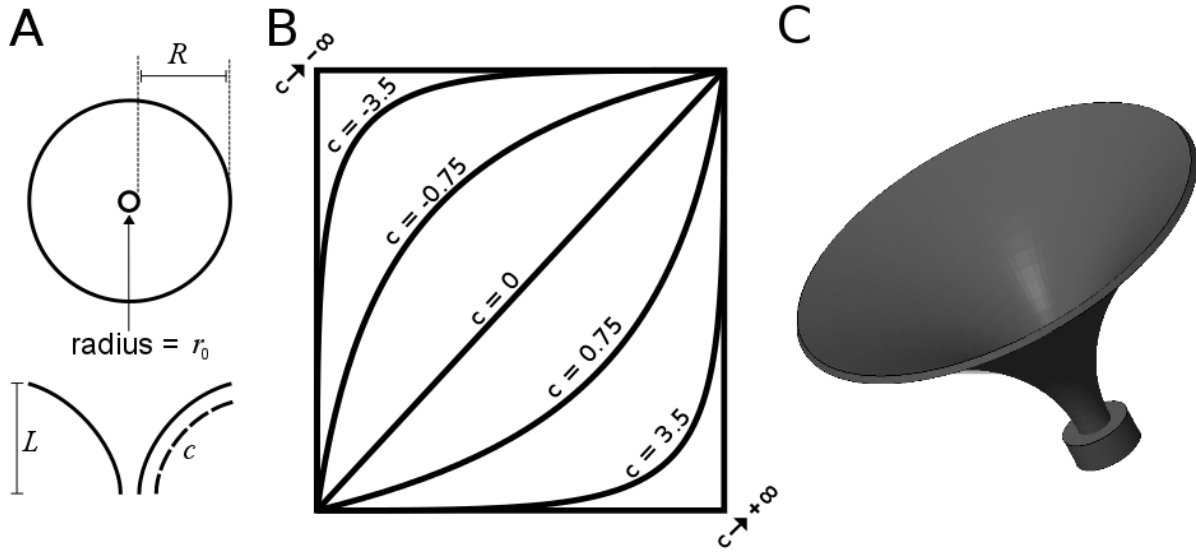 A
R
radius = r₀
L
c
B
c→-∞
c = -3.5
c = -0.75
c = 0
c = 0.75
c = 3.5
c→+∞
C